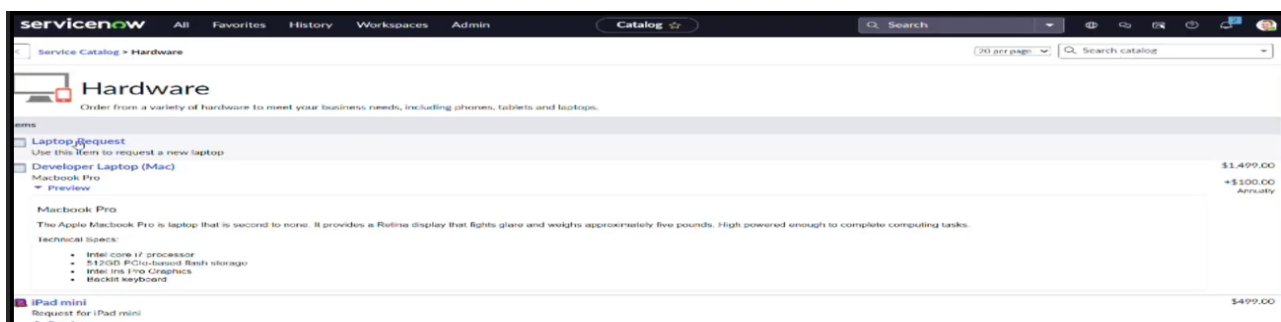 servicenow All Favorites History Workspaces Admin Catalog ☆ Search
Service Catalog > Hardware 20 per page Search catalog
Hardware
Order from a variety of hardware to meet your business needs, including phones, tablets and laptops.
ems
Laptop Request
Use this item to request a new laptop
Developer Laptop (Mac) $1,499.00
Macbook Pro +$100.00
Preview Annually
Macbook Pro
The Apple Macbook Pro is laptop that is second to none. It provides a Retina display that fights glare and weighs approximately five pounds. High powered enough to complete computing tasks.
Technical Specs:
Intel core i7 processor
512GB PCIe-based flash storage
Intel Iris Pro Graphics
Backlit keyboard
iPad mini $499.00
Request for iPad mini